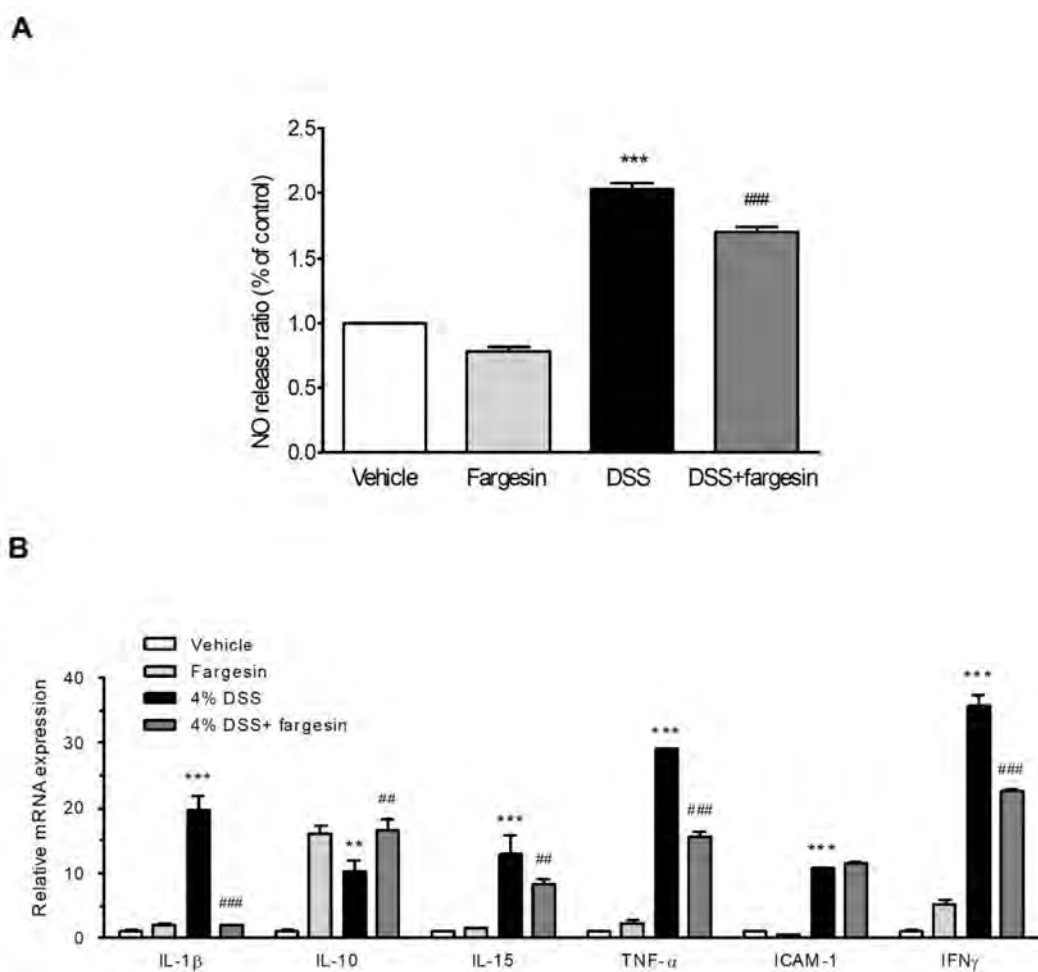 A
NO release ratio (% of control)
2.5
2.0
1.5
1.0
0.5
0.0
***
###
Vehicle Fargesin DSS DSS+fargesin
B
Relative mRNA expression
Vehicle
Fargesin
4% DSS
4% DSS+ fargesin
40
30
20
10
0
*** ### ** ## *** ## *** ### *** *** ###
IL-1β IL-10 IL-15 TNF-α ICAM-1 IFNγ